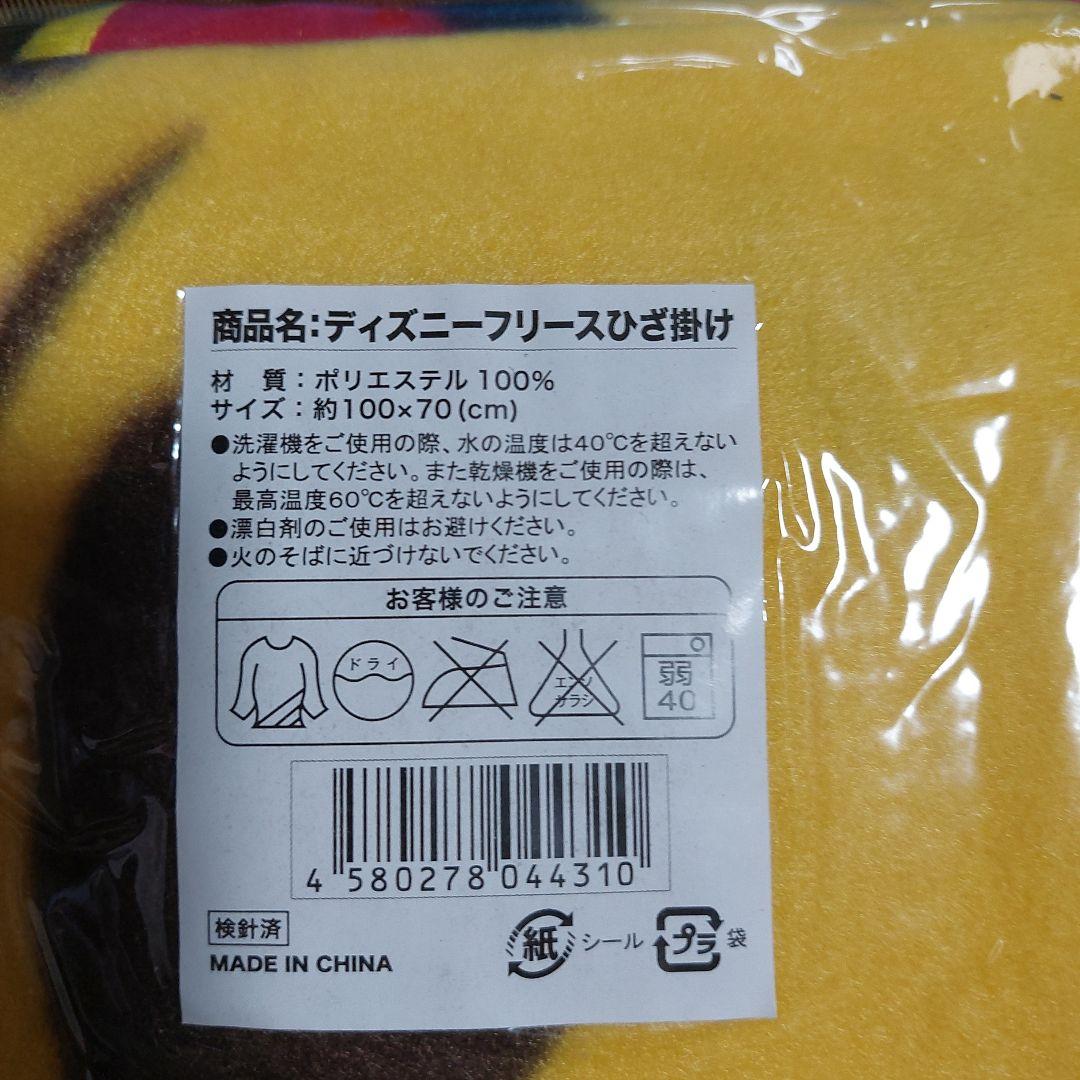 商品名:ディズニーフリースひざ掛け
材　質：ポリエステル 100%
サイズ：約100×70(cm)
●洗濯機をご使用の際、水の温度は40℃を超えない
ようにしてください。また乾燥機をご使用の際は、
最高温度60℃を超えないようにしてください。
●漂白剤のご使用はお避けください。
●火のそばに近づけないでください。
お客様のご注意
ドライ
エンソ
サラシ
弱
40
4 580278 044310
検針済
MADE IN CHINA
紙 シール
プラ 袋